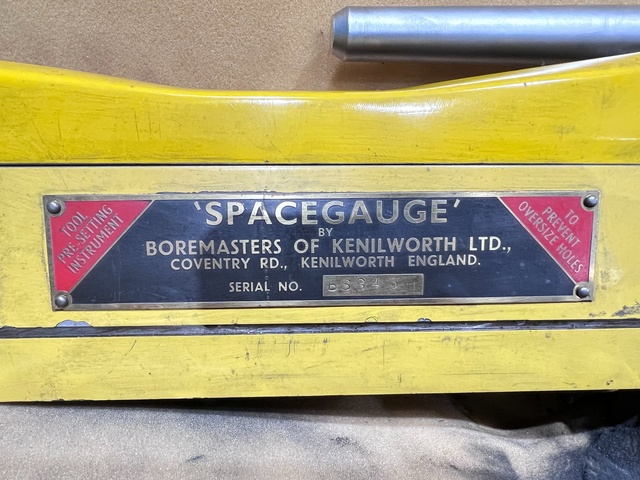 TOOL
PRE-SETTING
INSTRUMENT
'SPACEGAUGE'
BY
BOREMASTERS OF KENILWORTH LTD.,
COVENTRY RD., KENILWORTH ENGLAND.
SERIAL NO.
TO
PREVENT
OVERSIZE HOLES